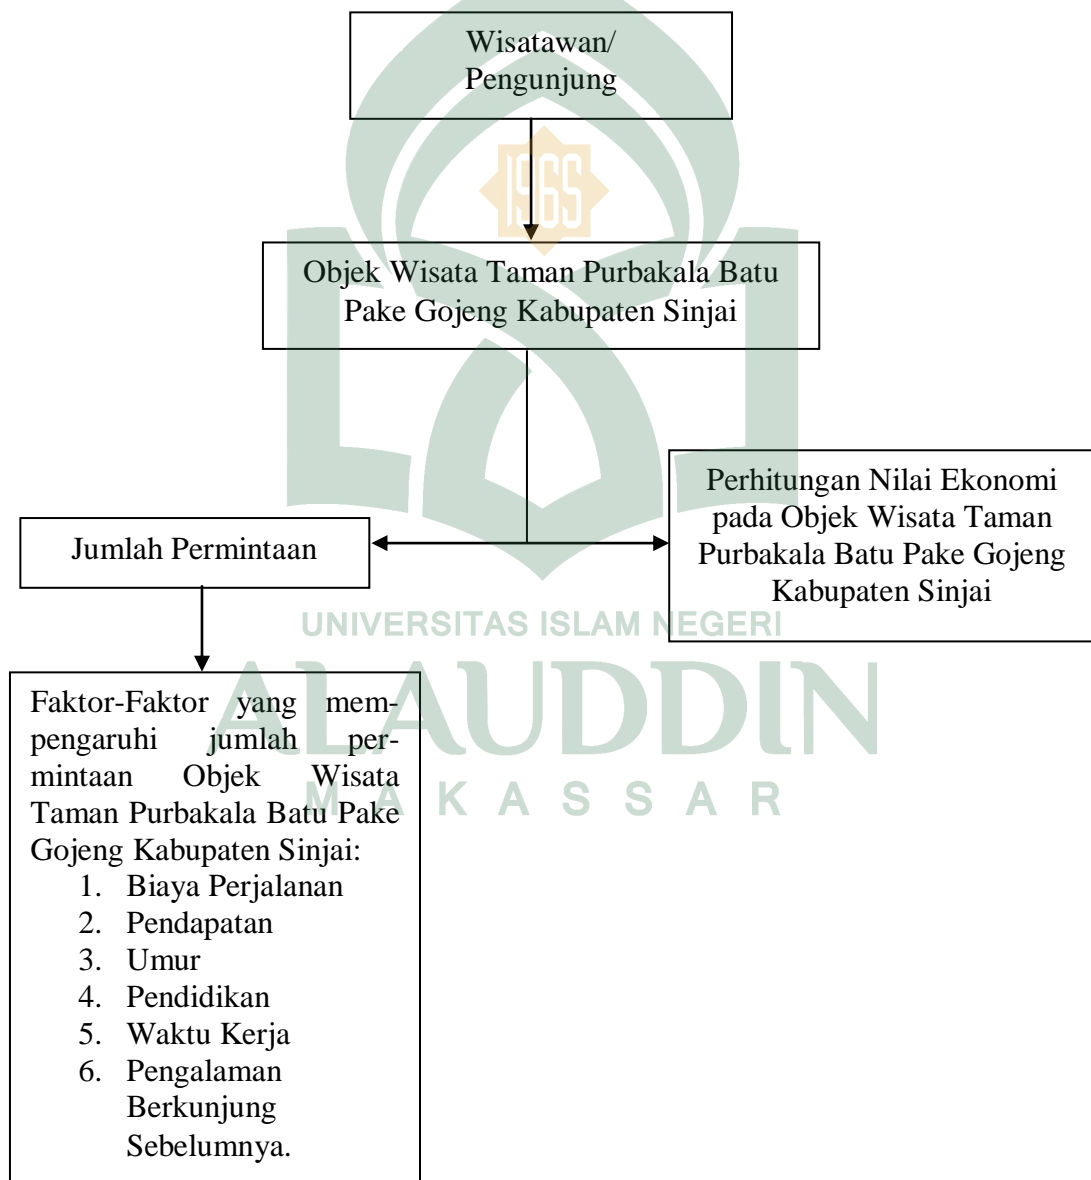 Wisatawan/
Pengunjung
1965
Objek Wisata Taman Purbakala Batu
Pake Gojeng Kabupaten Sinjai
Perhitungan Nilai Ekonomi
pada Objek Wisata Taman
Purbakala Batu Pake Gojeng
Kabupaten Sinjai
Jumlah Permintaan
UNIVERSITAS ISLAM NEGERI
ALAUDDIN
MAKASSAR
Faktor-Faktor yang mem-
pengaruhi jumlah per-
mintaan Objek Wisata
Taman Purbakala Batu Pake
Gojeng Kabupaten Sinjai:
1. Biaya Perjalanan
2. Pendapatan
3. Umur
4. Pendidikan
5. Waktu Kerja
6. Pengalaman
Berkunjung
Sebelumnya.